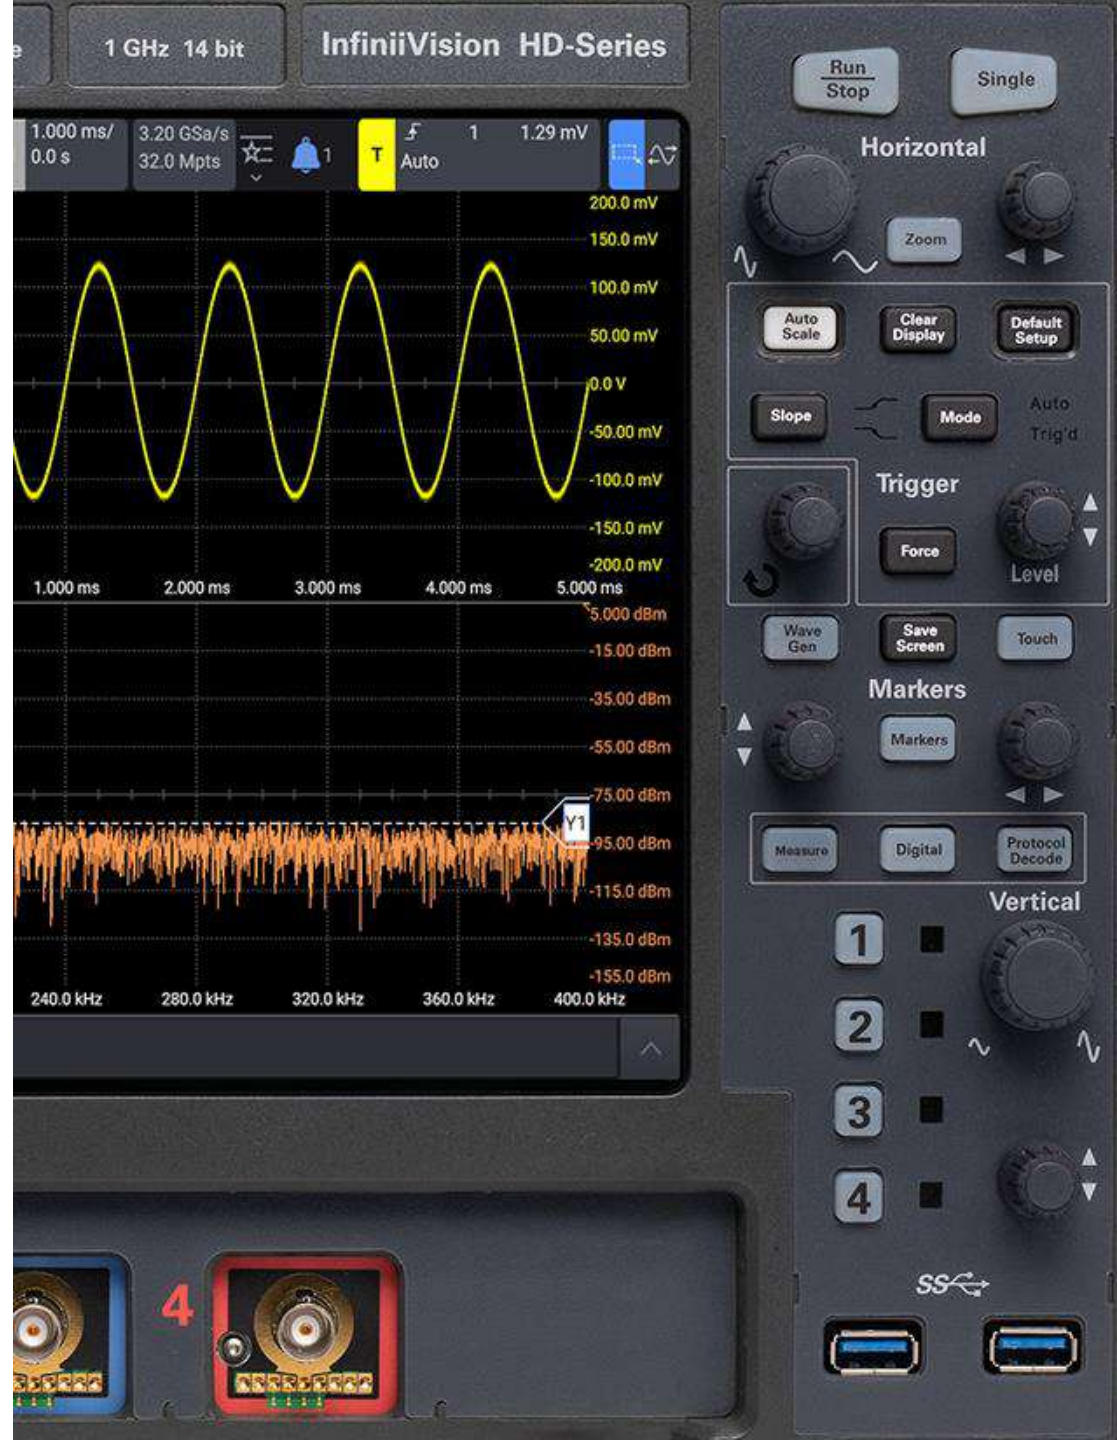 1 GHz 14 bit
InfiniiVision HD-Series
Run
Stop
Single
1.000 ms/
0.0 s
3.20 GSa/s
32.0 Mpts
1
T
1
1.29 mV
Auto
Horizontal
Zoom
200.0 mV
150.0 mV
100.0 mV
50.00 mV
0.0 V
-50.00 mV
-100.0 mV
-150.0 mV
-200.0 mV
1.000 ms
2.000 ms
3.000 ms
4.000 ms
5.000 ms
Auto
Scale
Clear
Display
Default
Setup
Slope
Mode
Auto
Trig'd
Trigger
Force
Level
Wave
Gen
Save
Screen
Touch
5.000 dBm
-15.00 dBm
-35.00 dBm
-55.00 dBm
-75.00 dBm
Y1
-95.00 dBm
-115.0 dBm
-135.0 dBm
-155.0 dBm
240.0 kHz
280.0 kHz
320.0 kHz
360.0 kHz
400.0 kHz
Markers
Markers
Measure
Digital
Protocol
Decode
Vertical
1
2
3
4
4
SS